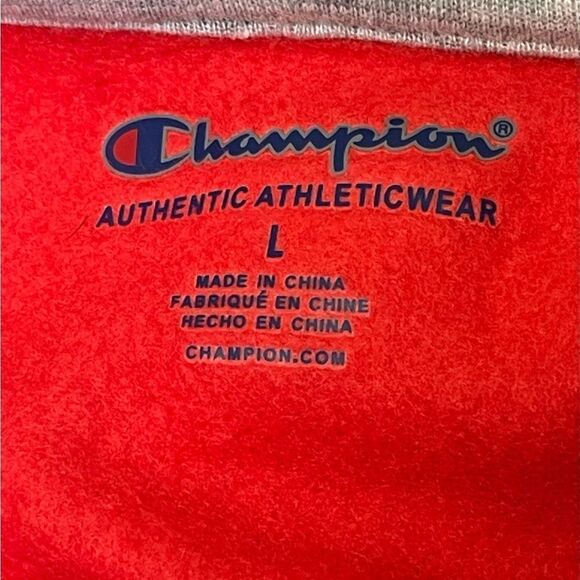 Champion®
AUTHENTIC ATHLETICWEAR
L
MADE IN CHINA
FABRIQUÉ EN CHINE
HECHO EN CHINA
CHAMPION.COM